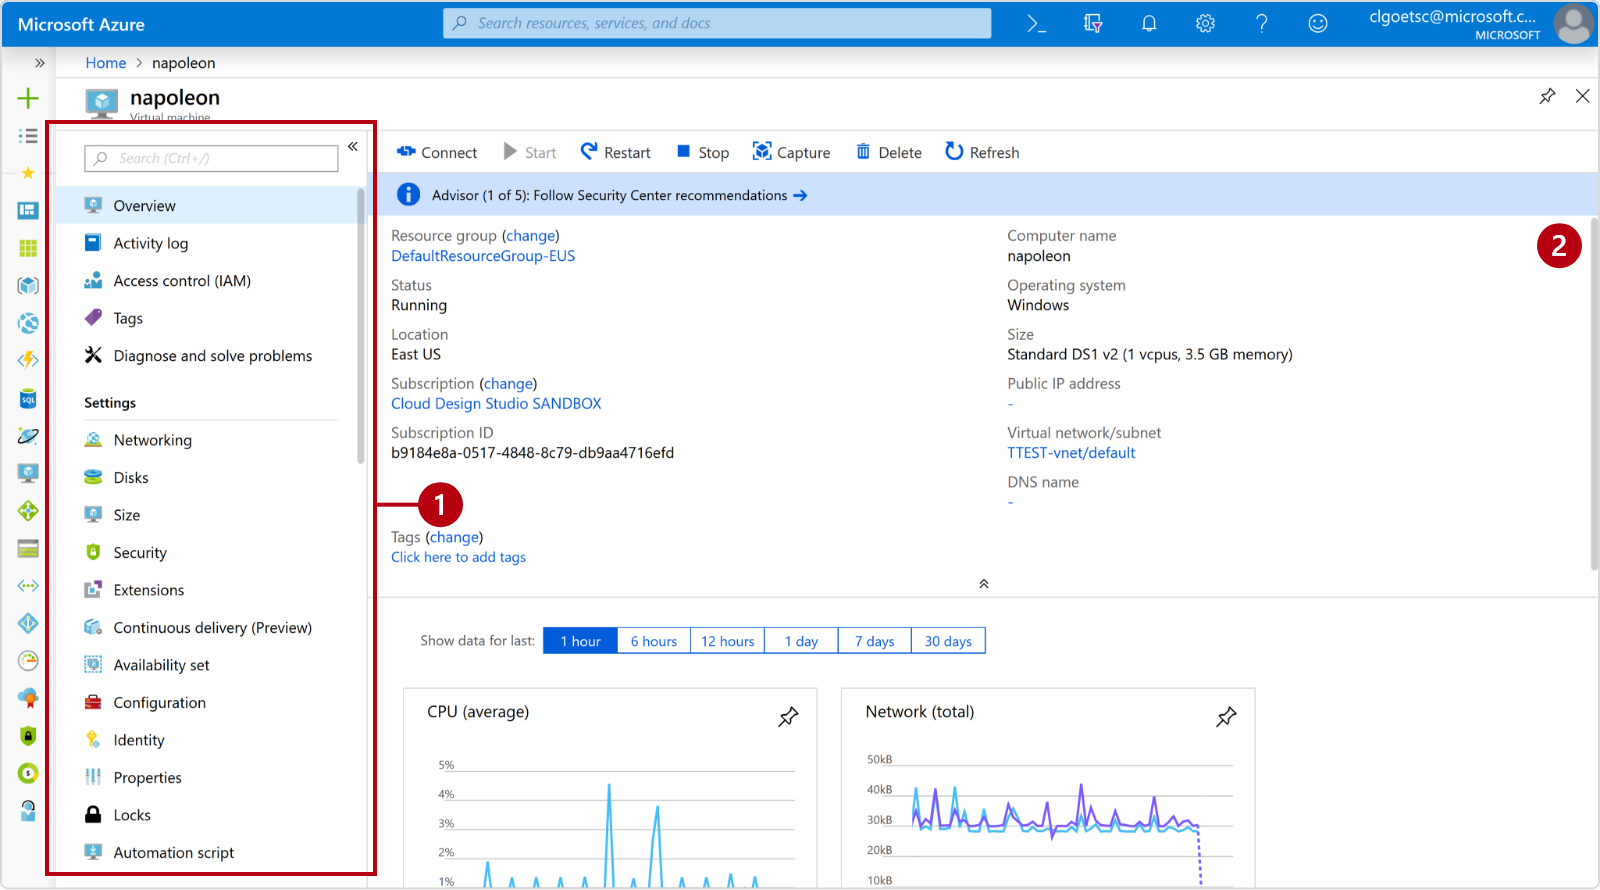 Microsoft Azure
Search resources, services, and docs
clgoetsc@microsoft.c...
MICROSOFT
Home > napoleon
napoleon
Virtual machine
Search (Ctrl+/)
Overview
Activity log
Access control (IAM)
Tags
Diagnose and solve problems
Settings
Networking
Disks
Size
Security
Extensions
Continuous delivery (Preview)
Availability set
Configuration
Identity
Properties
Locks
Automation script
SQL
1
Connect Start Restart Stop Capture Delete Refresh
Advisor (1 of 5): Follow Security Center recommendations →
Resource group (change)
DefaultResourceGroup-EUS
Status
Running
Location
East US
Subscription (change)
Cloud Design Studio SANDBOX
Subscription ID
b9184e8a-0517-4848-8c79-db9aa4716efd
Computer name
napoleon
Operating system
Windows
Size
Standard DS1 v2 (1 vcpus, 3.5 GB memory)
Public IP address
-
Virtual network/subnet
TTEST-vnet/default
DNS name
-
2
Tags (change)
Click here to add tags
Show data for last: 1 hour 6 hours 12 hours 1 day 7 days 30 days
CPU (average)
5%
4%
3%
2%
1%
Network (total)
50kB
40kB
30kB
20kB
10kB